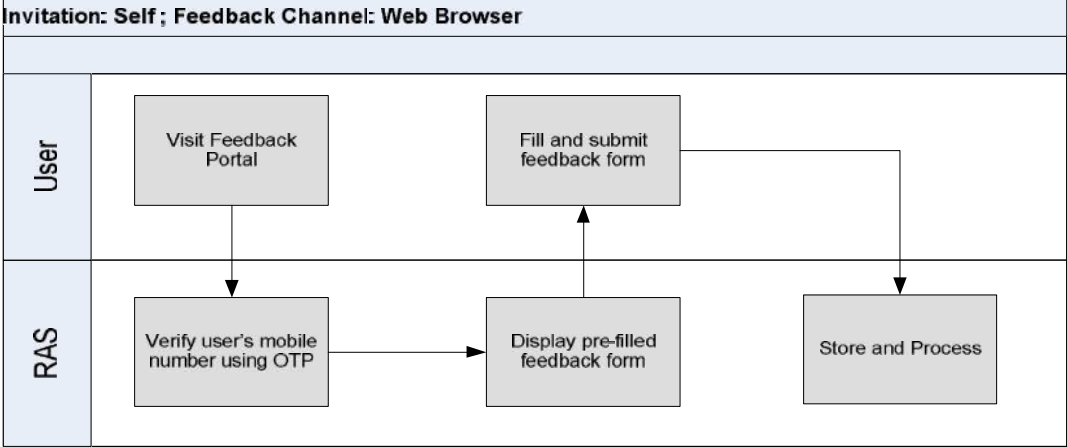 Invitation: Self ; Feedback Channel: Web Browser
User
Visit Feedback
Portal
Fill and submit
feedback form
RAS
Verify user's mobile
number using OTP
Display pre-filled
feedback form
Store and Process